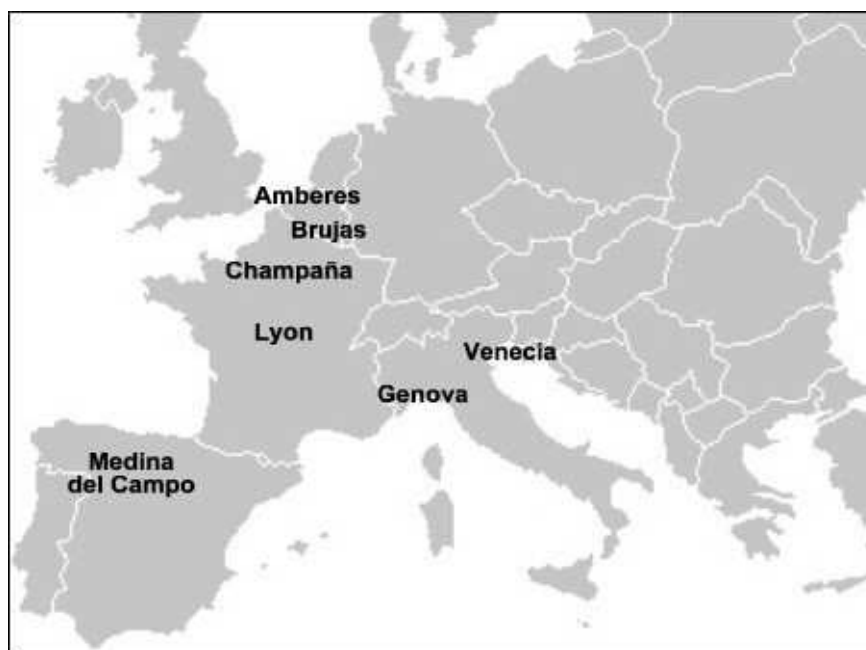 Amberes
Brujas
Champaña
Lyon
Venecia
Genova
Medina
del Campo